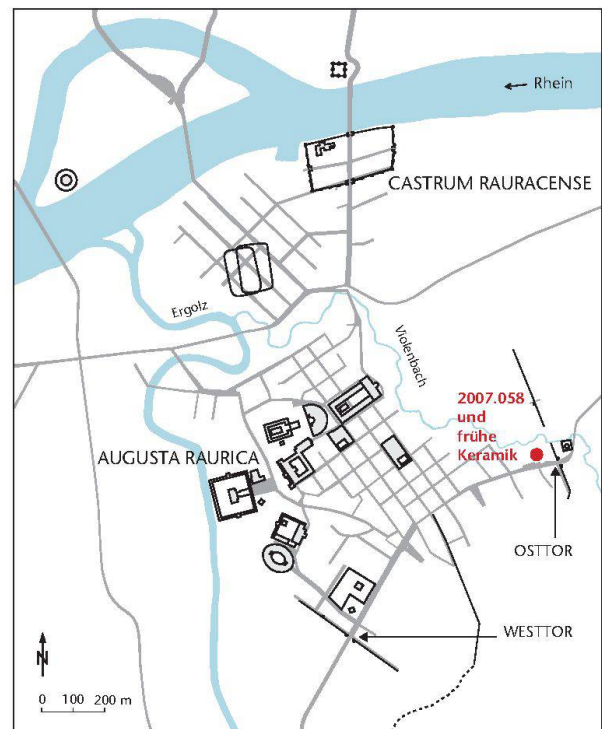 ← Rhein
CASTRUM RAURACENSE
Ergolz
Violenbach
2007.058
und
frühe
Keramik
AUGUSTA RAURICA
OSTTOR
WESTTOR
N
0 100 200 m